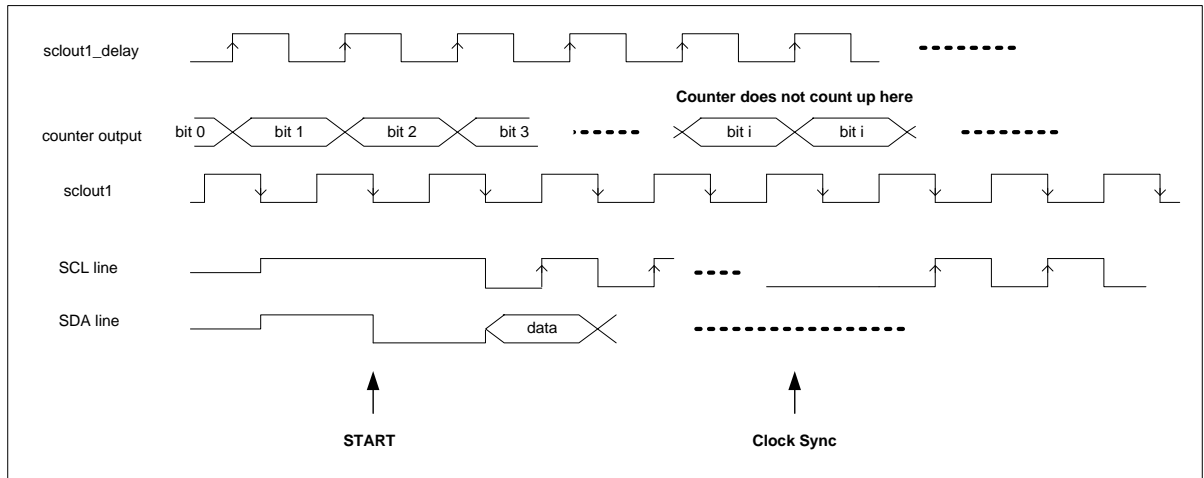 sclout1_delay
Counter does not count up here
counter output
bit 0
bit 1
bit 2
bit 3
bit i
bit i
sclout1
SCL line
SDA line
data
START
Clock Sync